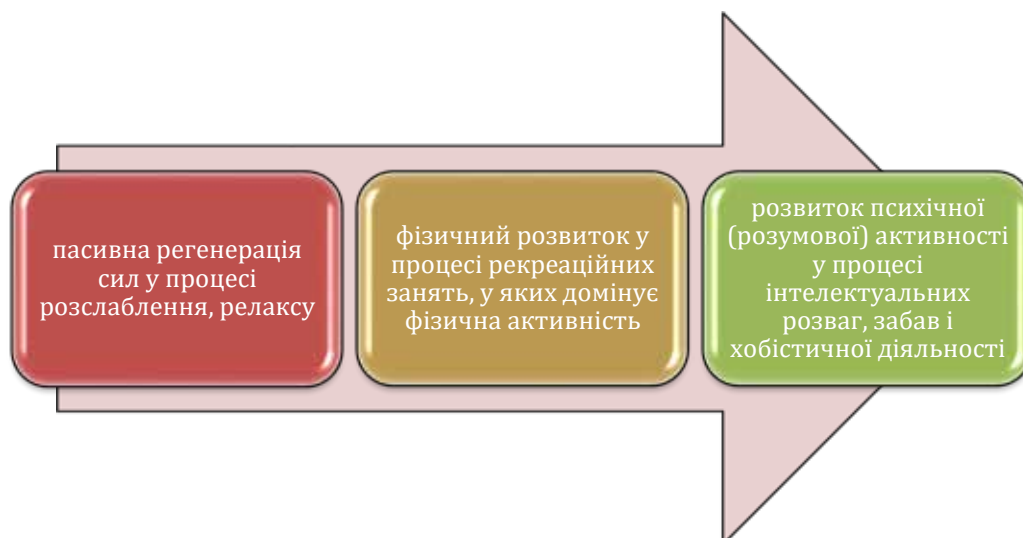 пасивна регенерація
сил у процесі
розслаблення, релаксу
фізичний розвиток у
процесі рекреаційних
занять, у яких домінує
фізична активність
розвиток психічної
(розумової) активності
у процесі
інтелектуальних
розваг, забав і
хобістичної діяльності